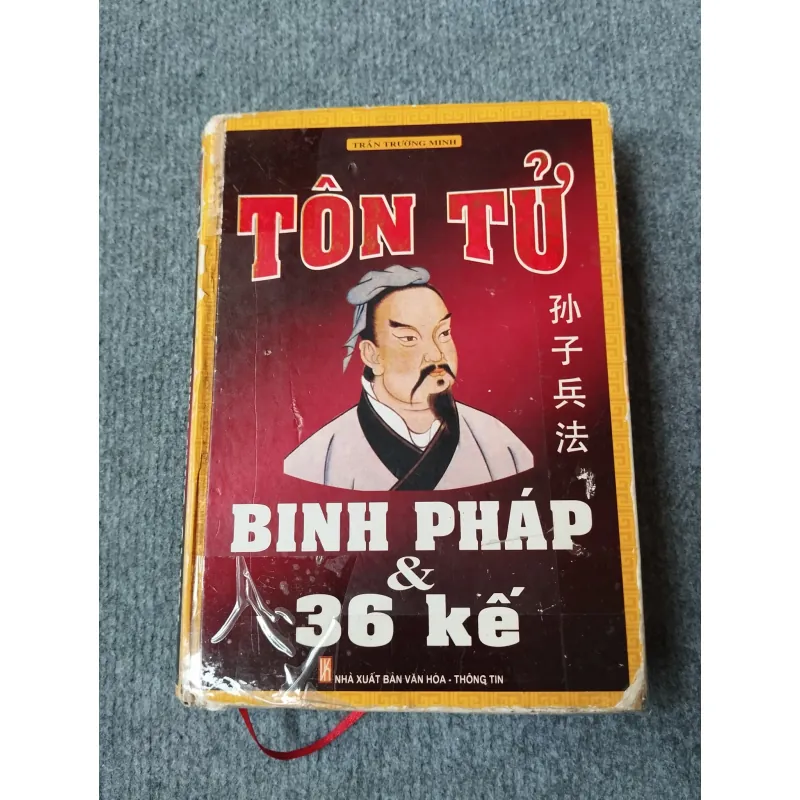 TRẦN TRƯỜNG MINH
TÔN TỬ
孙子兵法
BINH PHÁP
&
36 kế
NHÀ XUẤT BẢN VĂN HÓA - THÔNG TIN